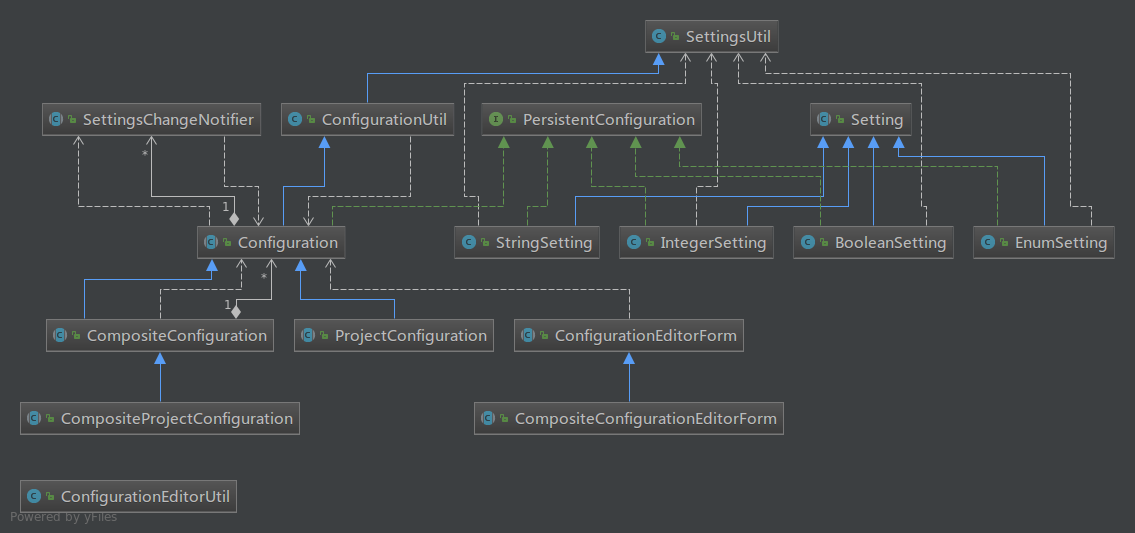 SettingsUtil
SettingsChangeNotifier
ConfigurationUtil
PersistentConfiguration
Setting
*
1
Configuration
StringSetting
IntegerSetting
BooleanSetting
EnumSetting
*
1
CompositeConfiguration
ProjectConfiguration
ConfigurationEditorForm
CompositeProjectConfiguration
CompositeConfigurationEditorForm
ConfigurationEditorUtil
Powered by yFiles